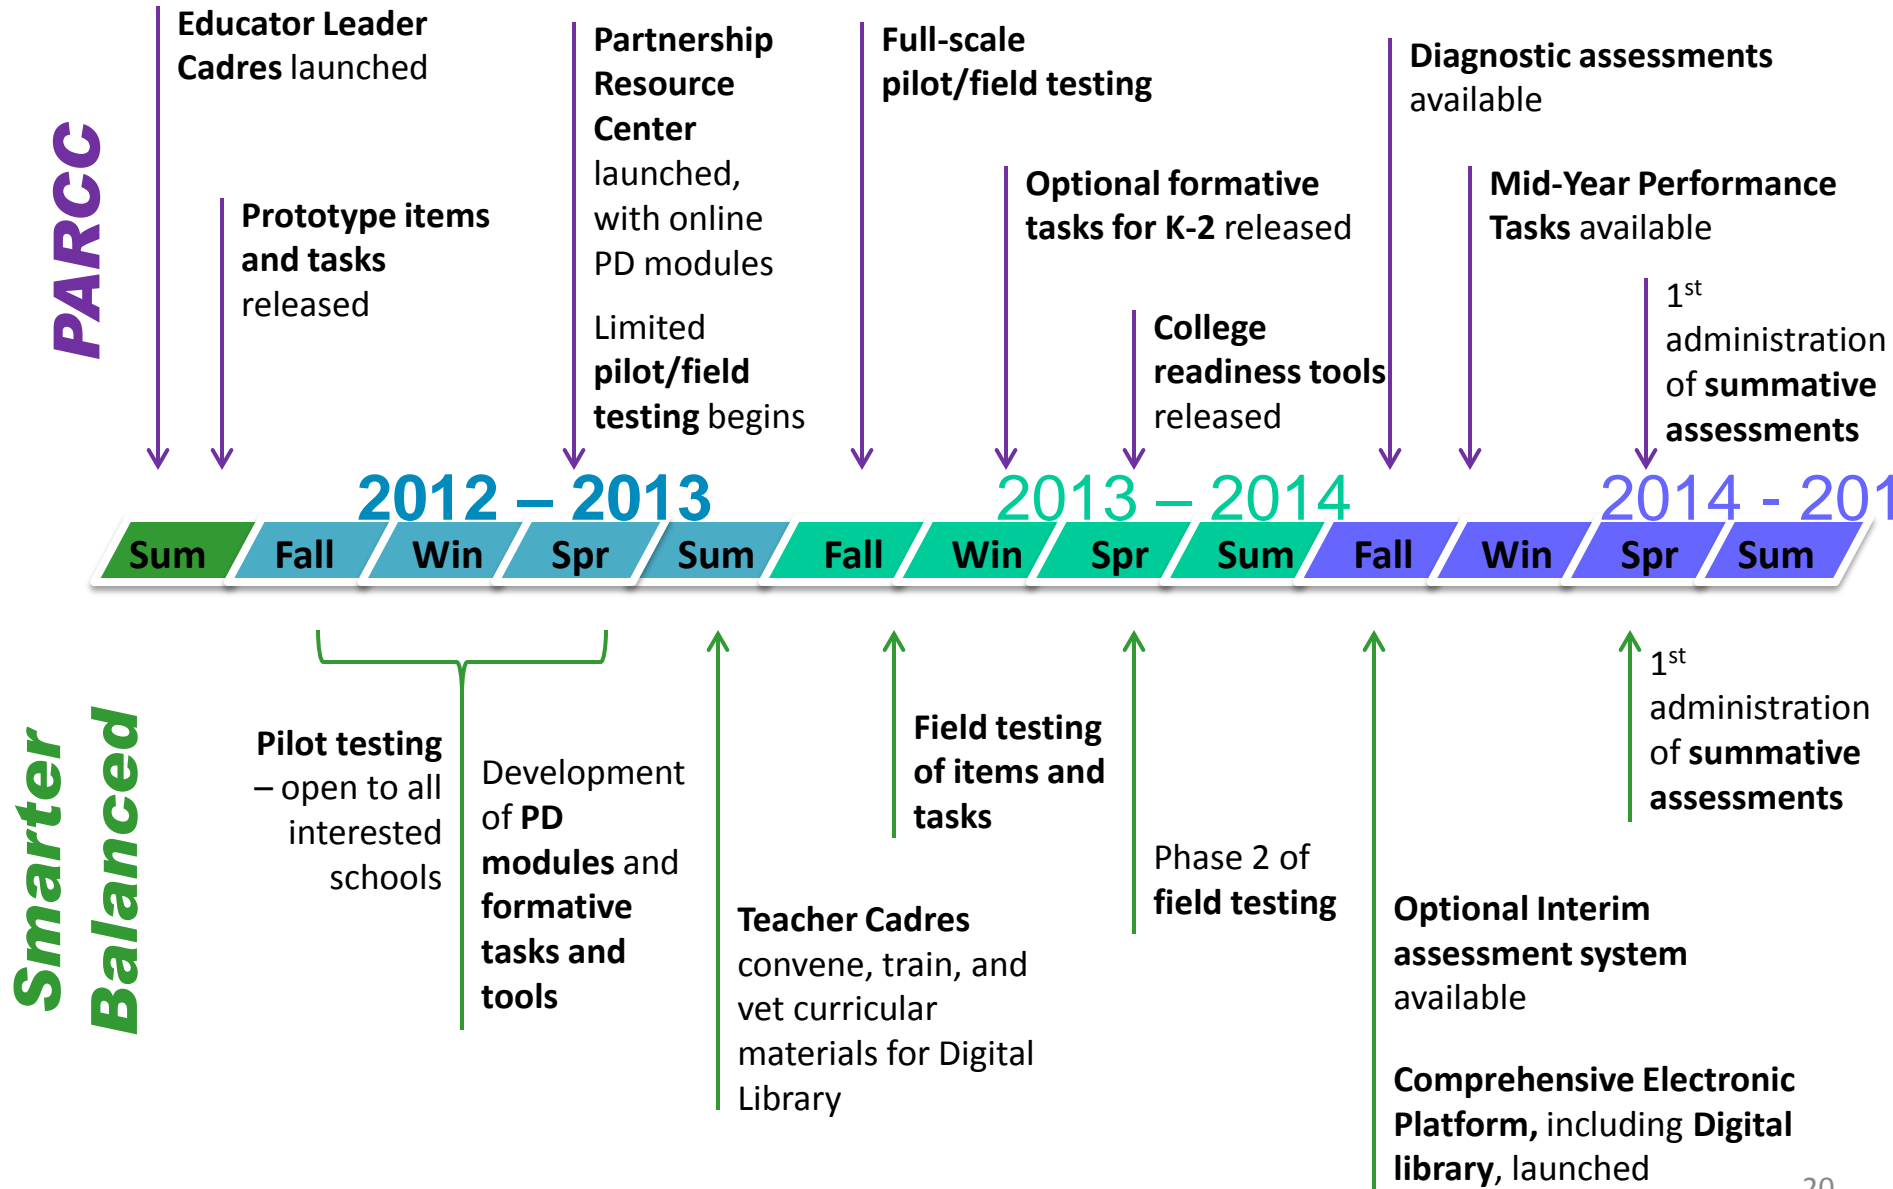 PARCC
Educator Leader
Cadres launched
Prototype items
and tasks
released
Partnership
Resource
Center
launched,
with online
PD modules
Limited
pilot/field
testing begins
Full-scale
pilot/field testing
Optional formative
tasks for K-2 released
College
readiness tools
released
Diagnostic assessments
available
Mid-Year Performance
Tasks available
1st
administration
of summative
assessments
2012 – 2013
2013 – 2014
2014 - 201
Sum Fall Win Spr Sum Fall Win Spr Sum Fall Win Spr Sum
Smarter
Balanced
Pilot testing
– open to all
interested
schools
Development
of PD
modules and
formative
tasks and
tools
Teacher Cadres
convene, train, and
vet curricular
materials for Digital
Library
Field testing
of items and
tasks
Phase 2 of
field testing
Optional Interim
assessment system
available
Comprehensive Electronic
Platform, including Digital
library, launched
1st
administration
of summative
assessments
20